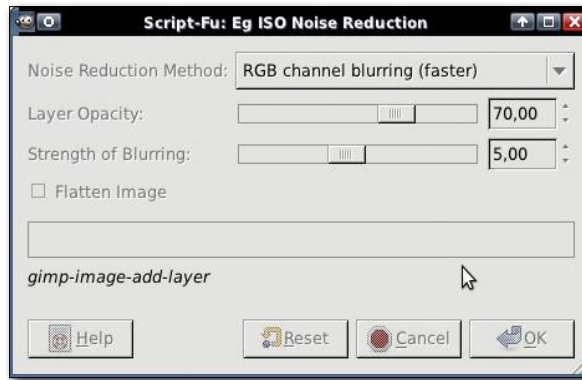 Script-Fu: Eg ISO Noise Reduction
Noise Reduction Method: RGB channel blurring (faster)
Layer Opacity: 70,00
Strength of Blurring: 5,00
Flatten Image
gimp-image-add-layer
Help Reset Cancel OK